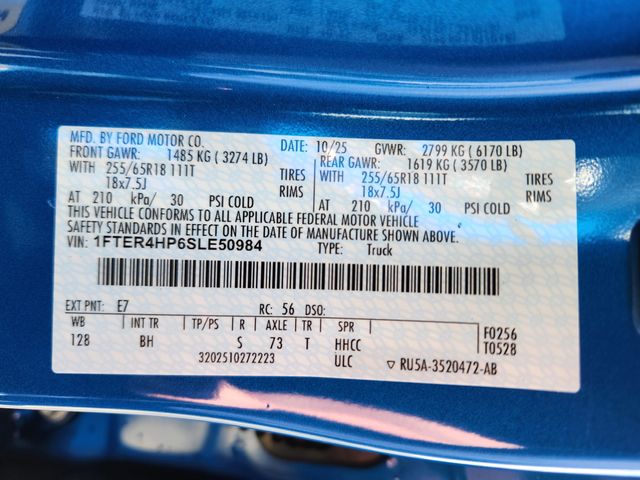 MFD. BY FORD MOTOR CO. DATE: 10/25 GVWR: 2799 KG ( 6170 LB)
FRONT GAWR: 1485 KG ( 3274 LB) REAR GAWR: 1619 KG ( 3570 LB)
WITH 255/65R18 111T TIRES WITH 255/65R18 111T TIRES
18x7.5J RIMS 18x7.5J RIMS
AT 210 kPa/ 30 PSI COLD AT 210 kPa/ 30 PSI COLD
THIS VEHICLE CONFORMS TO ALL APPLICABLE FEDERAL MOTOR VEHICLE
SAFETY STANDARDS IN EFFECT ON THE DATE OF MANUFACTURE SHOWN ABOVE.
VIN: 1FTER4HP6SLE50984 TYPE: Truck
EXT PNT: E7 RC: 56 DSO:
WB INT TR TP/PS R AXLE TR SPR F0256
128 BH S 73 T HHCC T0528
3202510272223 ULC ▽ RU5A-3520472-AB